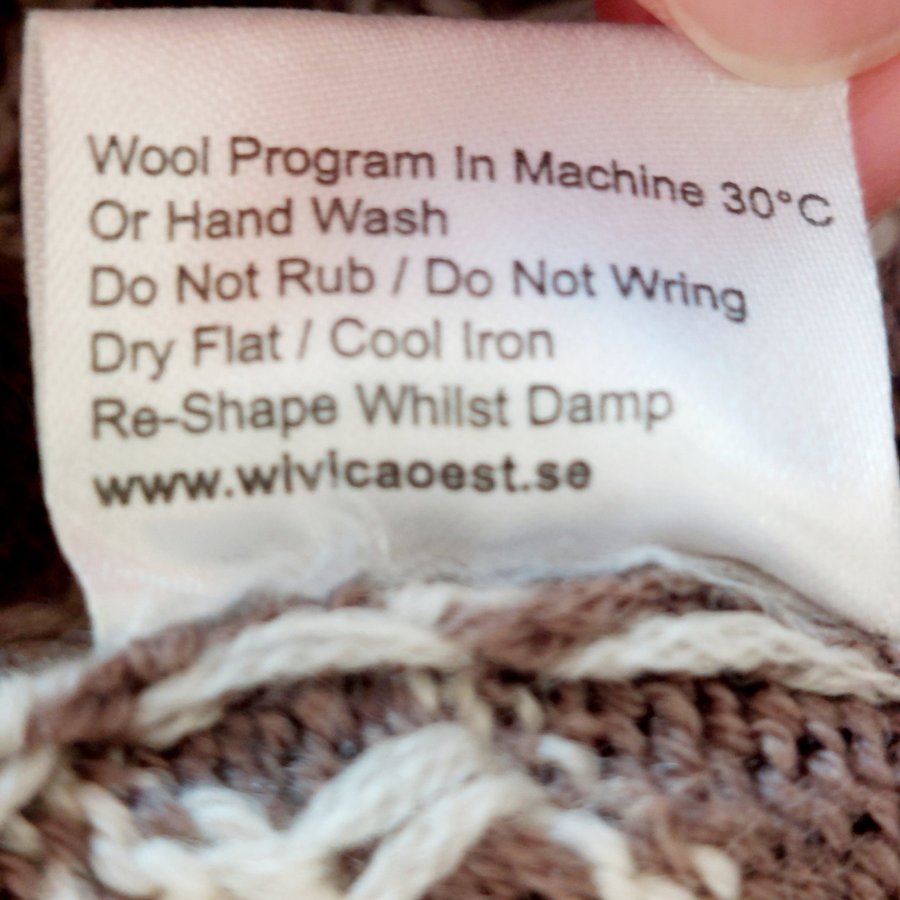 Wool Program In Machine 30°C
Or Hand Wash
Do Not Rub / Do Not Wring
Dry Flat / Cool Iron
Re-Shape Whilst Damp
www.wivicaoest.se